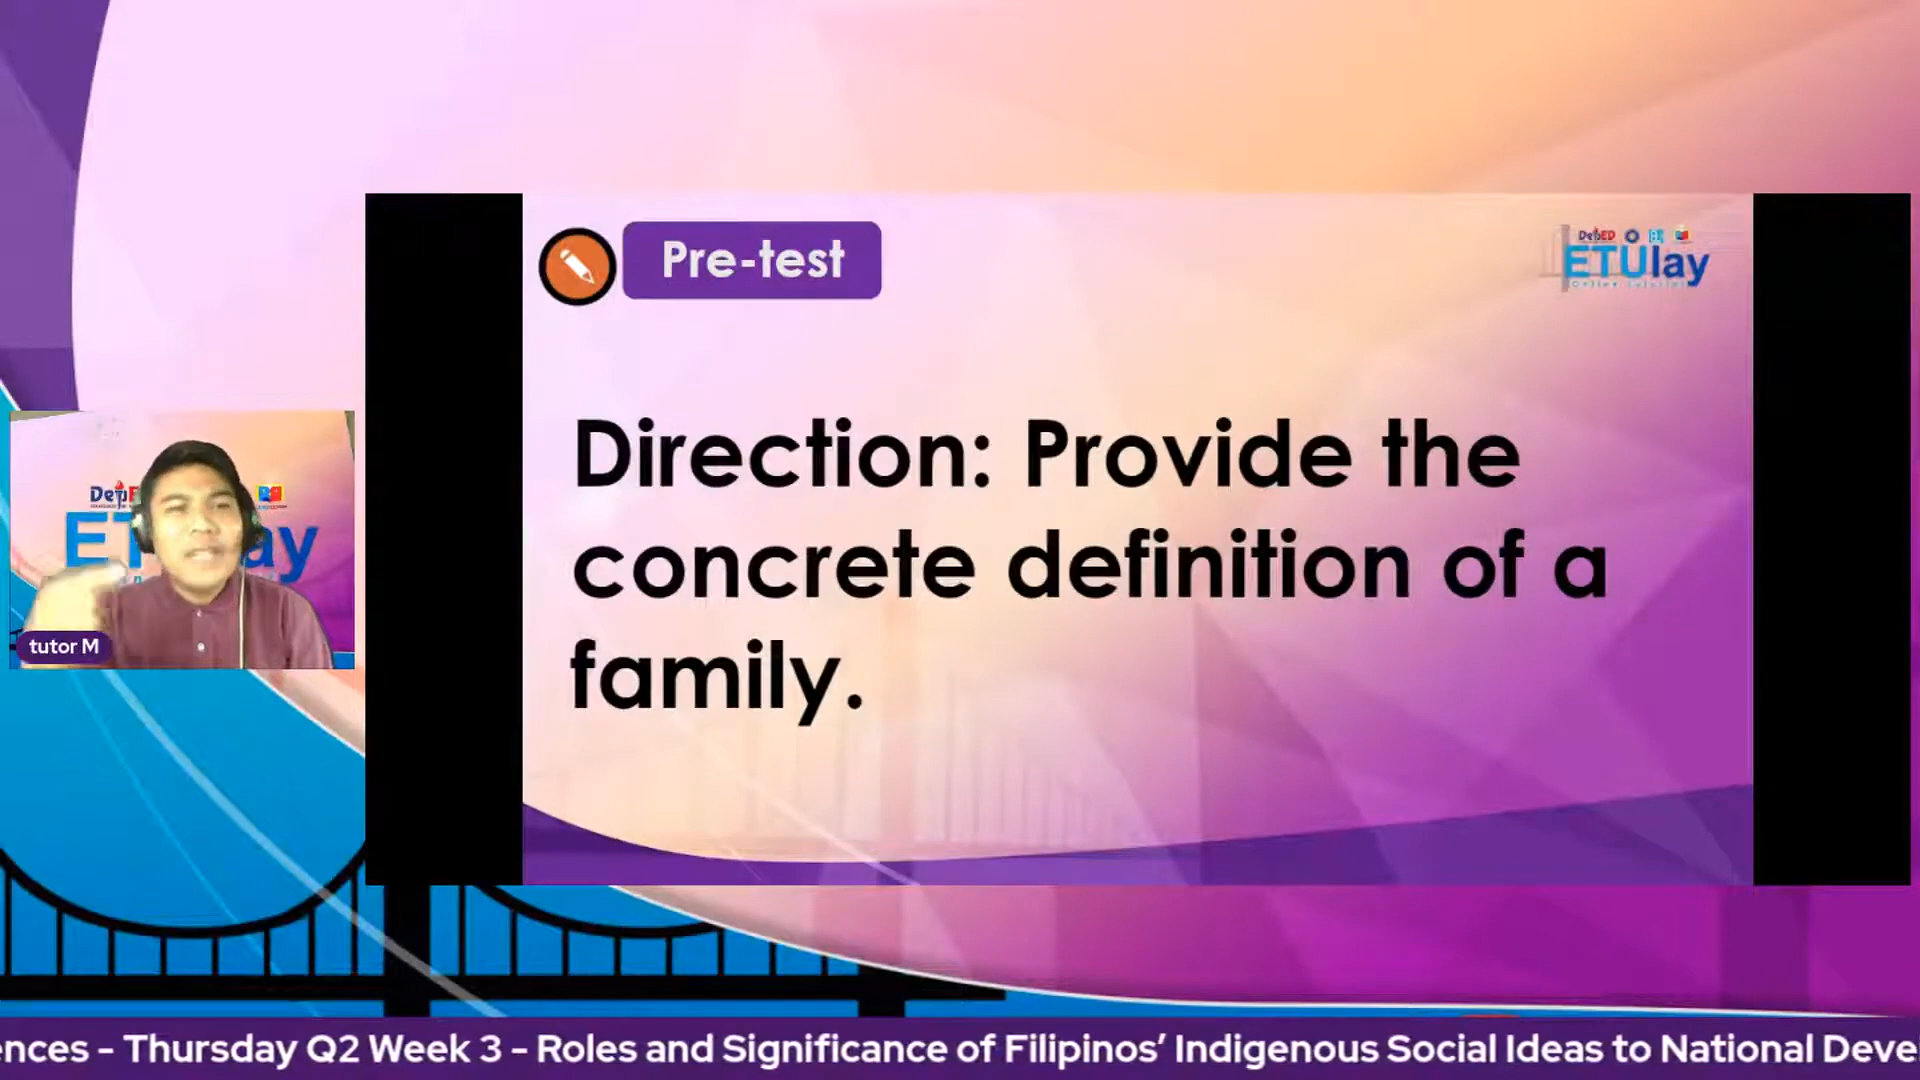 Pre-test
DepED
ETUlay
Direction: Provide the
concrete definition of a
family.
tutor M
ences - Thursday Q2 Week 3 - Roles and Significance of Filipinos’ Indigenous Social Ideas to National Deve